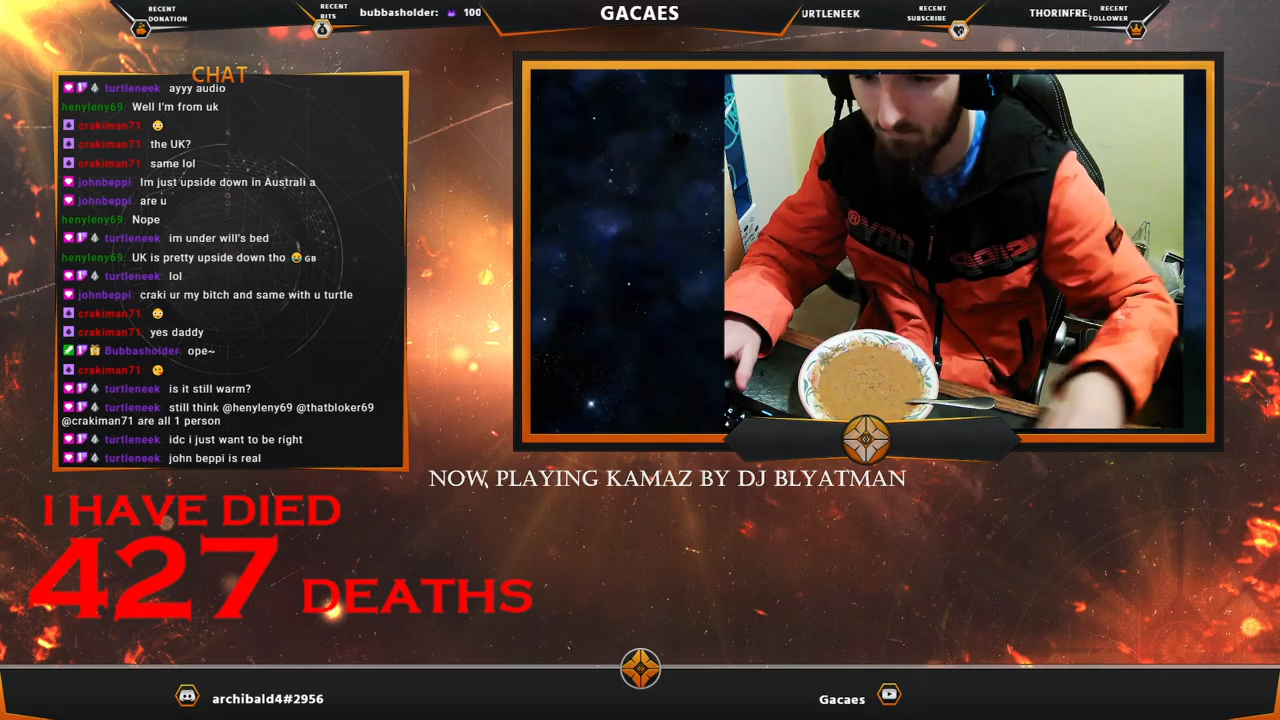 RECENT
DONATION
RECENT
BITS
bubbasholder: 100
GACAES
URTLENEEK
RECENT
SUBSCRIBE
THORINFRE
RECENT
FOLLOWER
CHAT
turtleneek ayyy audio
henyleny69: Well I'm from uk
crakiman71
crakiman71 the UK?
crakiman71 same lol
johnbeppi Im just upside down in Australi a
johnbeppi are u
henyleny69: Nope
turtleneek im under will's bed
henyleny69: UK is pretty upside down tho 😂 GB
turtleneek lol
johnbeppi craki ur my bitch and same with u turtle
crakiman71
crakiman71 yes daddy
Bubbasholder ope~
crakiman71
turtleneek is it still warm?
turtleneek still think @henyleny69 @thatbloker69
@crakiman71 are all 1 person
turtleneek idc i just want to be right
turtleneek john beppi is real
NOW PLAYING KAMAZ BY DJ BLYATMAN
I HAVE DIED
427 DEATHS
archibald4#2956
Gacaes